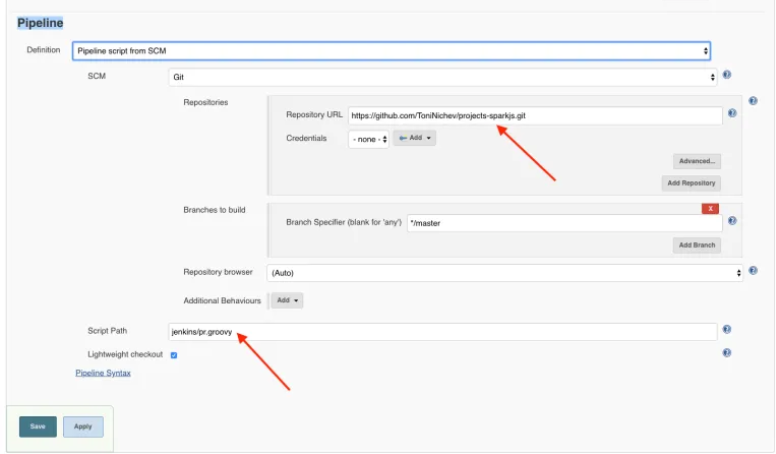 Pipeline
Definition Pipeline script from SCM
SCM Git
Repositories
Repository URL https://github.com/ToniNichev/projects-sparkjs.git
Credentials - none - Add
Advanced...
Add Repository
Branches to build
X
Branch Specifier (blank for 'any') */master
Add Branch
Repository browser (Auto)
Additional Behaviours Add
Script Path jenkins/pr.groovy
Lightweight checkout
Pipeline Syntax
Save Apply